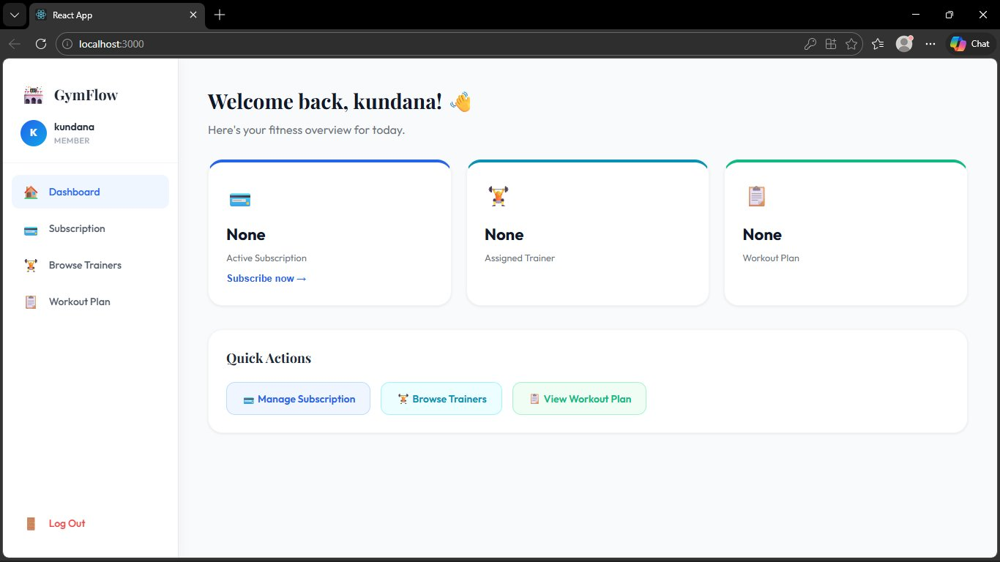 React App
localhost:3000
Chat
GymFlow
K
kundana
MEMBER
Dashboard
Subscription
Browse Trainers
Workout Plan
Log Out
Welcome back, kundana! 👋
Here's your fitness overview for today.
None
Active Subscription
Subscribe now →
None
Assigned Trainer
None
Workout Plan
Quick Actions
Manage Subscription
Browse Trainers
View Workout Plan